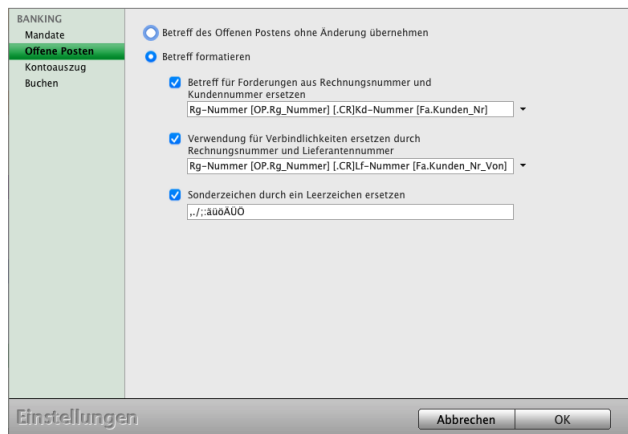 BANKING
Mandate
Offene Posten
Kontoauszug
Buchen
Betreff des Offenen Postens ohne Änderung übernehmen
Betreff formatieren
Betreff für Forderungen aus Rechnungsnummer und
Kundennummer ersetzen
Rg-Nummer [OP.Rg_Nummer] [.CR]Kd-Nummer [Fa.Kunden_Nr]
Verwendung für Verbindlichkeiten ersetzen durch
Rechnungsnummer und Lieferantennummer
Rg-Nummer [OP.Rg_Nummer] [.CR]Lf-Nummer [Fa.Kunden_Nr_Von]
Sonderzeichen durch ein Leerzeichen ersetzen
,./;:äüöÄÜÖ
Einstellungen
Abbrechen
OK